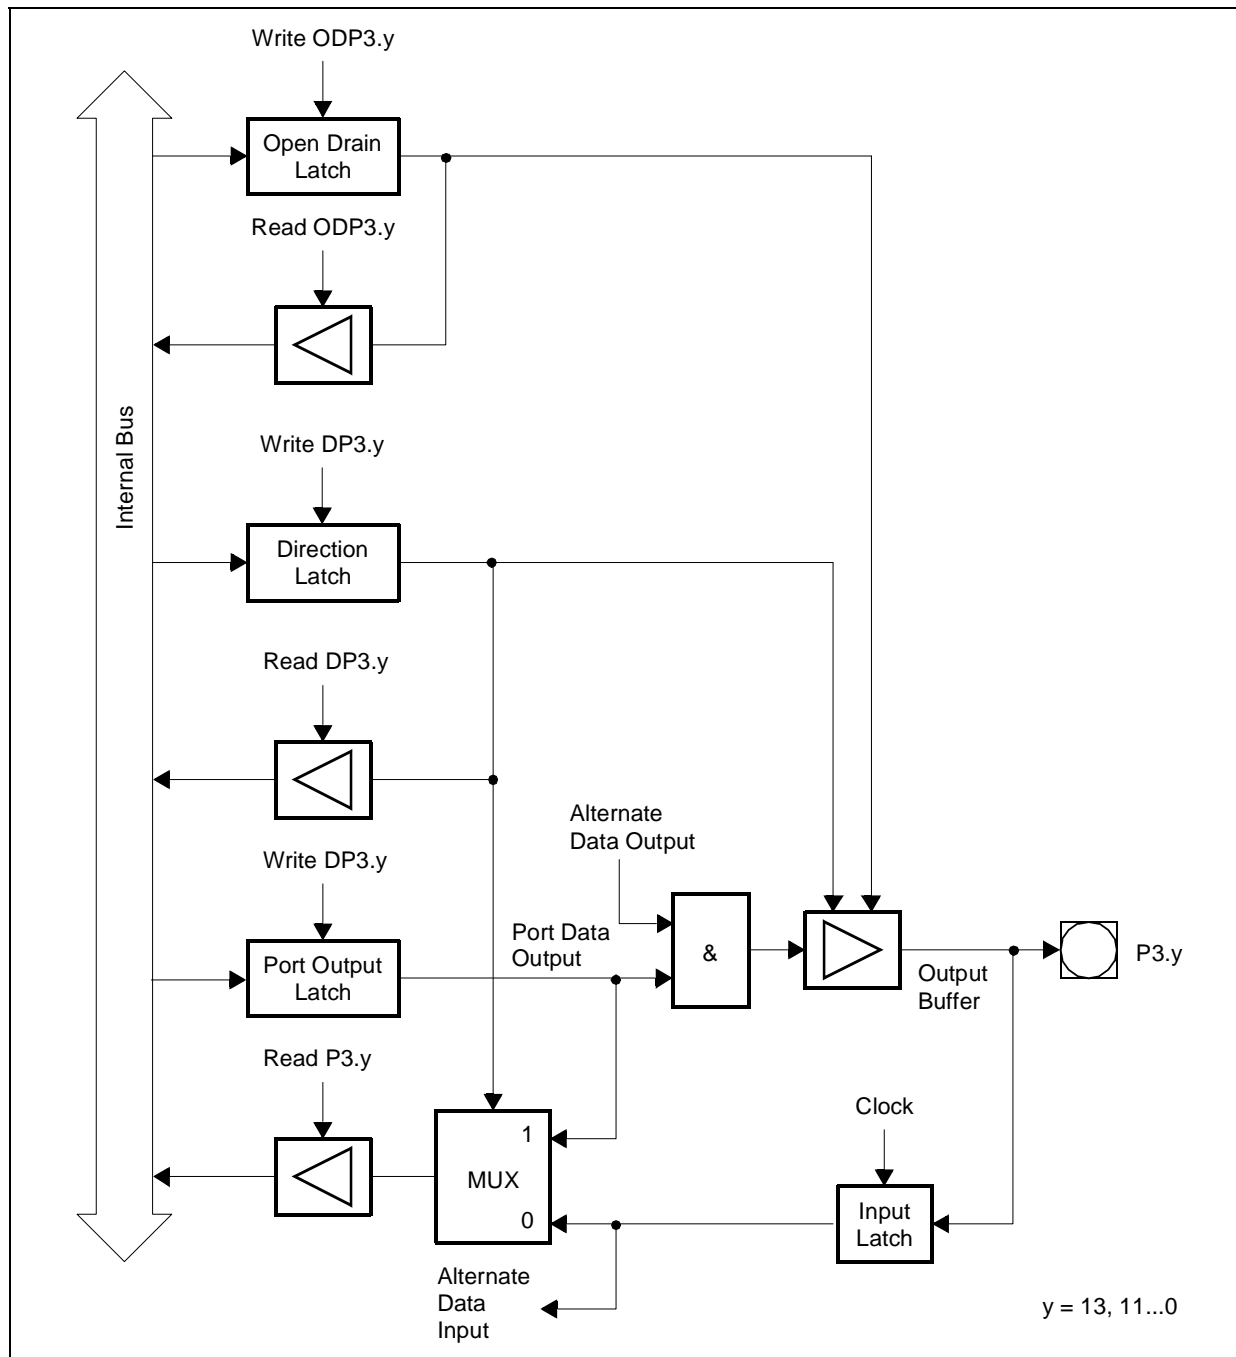 Write ODP3.y
Open Drain
Latch
Read ODP3.y
Internal Bus
Write DP3.y
Direction
Latch
Read DP3.y
Alternate
Data Output
Write DP3.y
Port Data
Output
&
Port Output
Latch
P3.y
Output
Buffer
Read P3.y
Clock
1
MUX
0
Input
Latch
Alternate
Data
Input
y = 13, 11...0